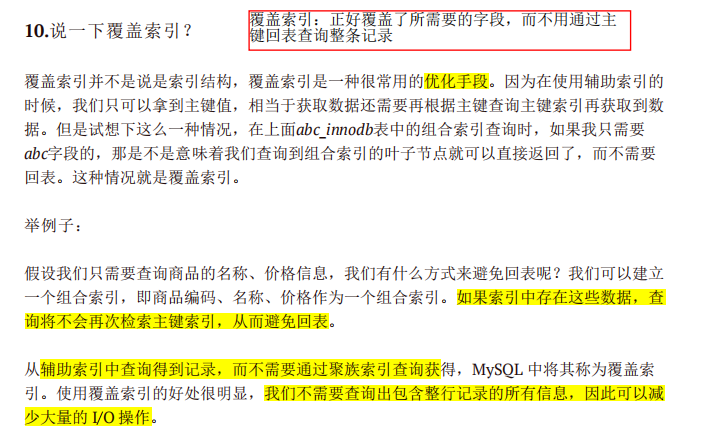 10.说一下覆盖索引？
覆盖索引：正好覆盖了所需要的字段，而不用通过主
键回表查询整条记录
覆盖索引并不是说是索引结构，覆盖索引是一种很常用的优化手段。因为在使用辅助索引的
时候，我们只可以拿到主键值，相当于获取数据还需要再根据主键查询主键索引再获取到数
据。但是试想下这么一种情况，在上面abc_innodb表中的组合索引查询时，如果我只需要
abc字段的，那是不是意味着我们查询到组合索引的叶子节点就可以直接返回了，而不需要
回表。这种情况就是覆盖索引。
举例子：
假设我们只需要查询商品的名称、价格信息，我们有什么方式来避免回表呢？我们可以建立
一个组合索引，即商品编码、名称、价格作为一个组合索引。如果索引中存在这些数据，查
询将不会再次检索主键索引，从而避免回表。
从辅助索引中查询得到记录，而不需要通过聚族索引查询获得，MySQL 中将其称为覆盖索
引。使用覆盖索引的好处很明显，我们不需要查询出包含整行记录的所有信息，因此可以减
少大量的 I/O 操作。